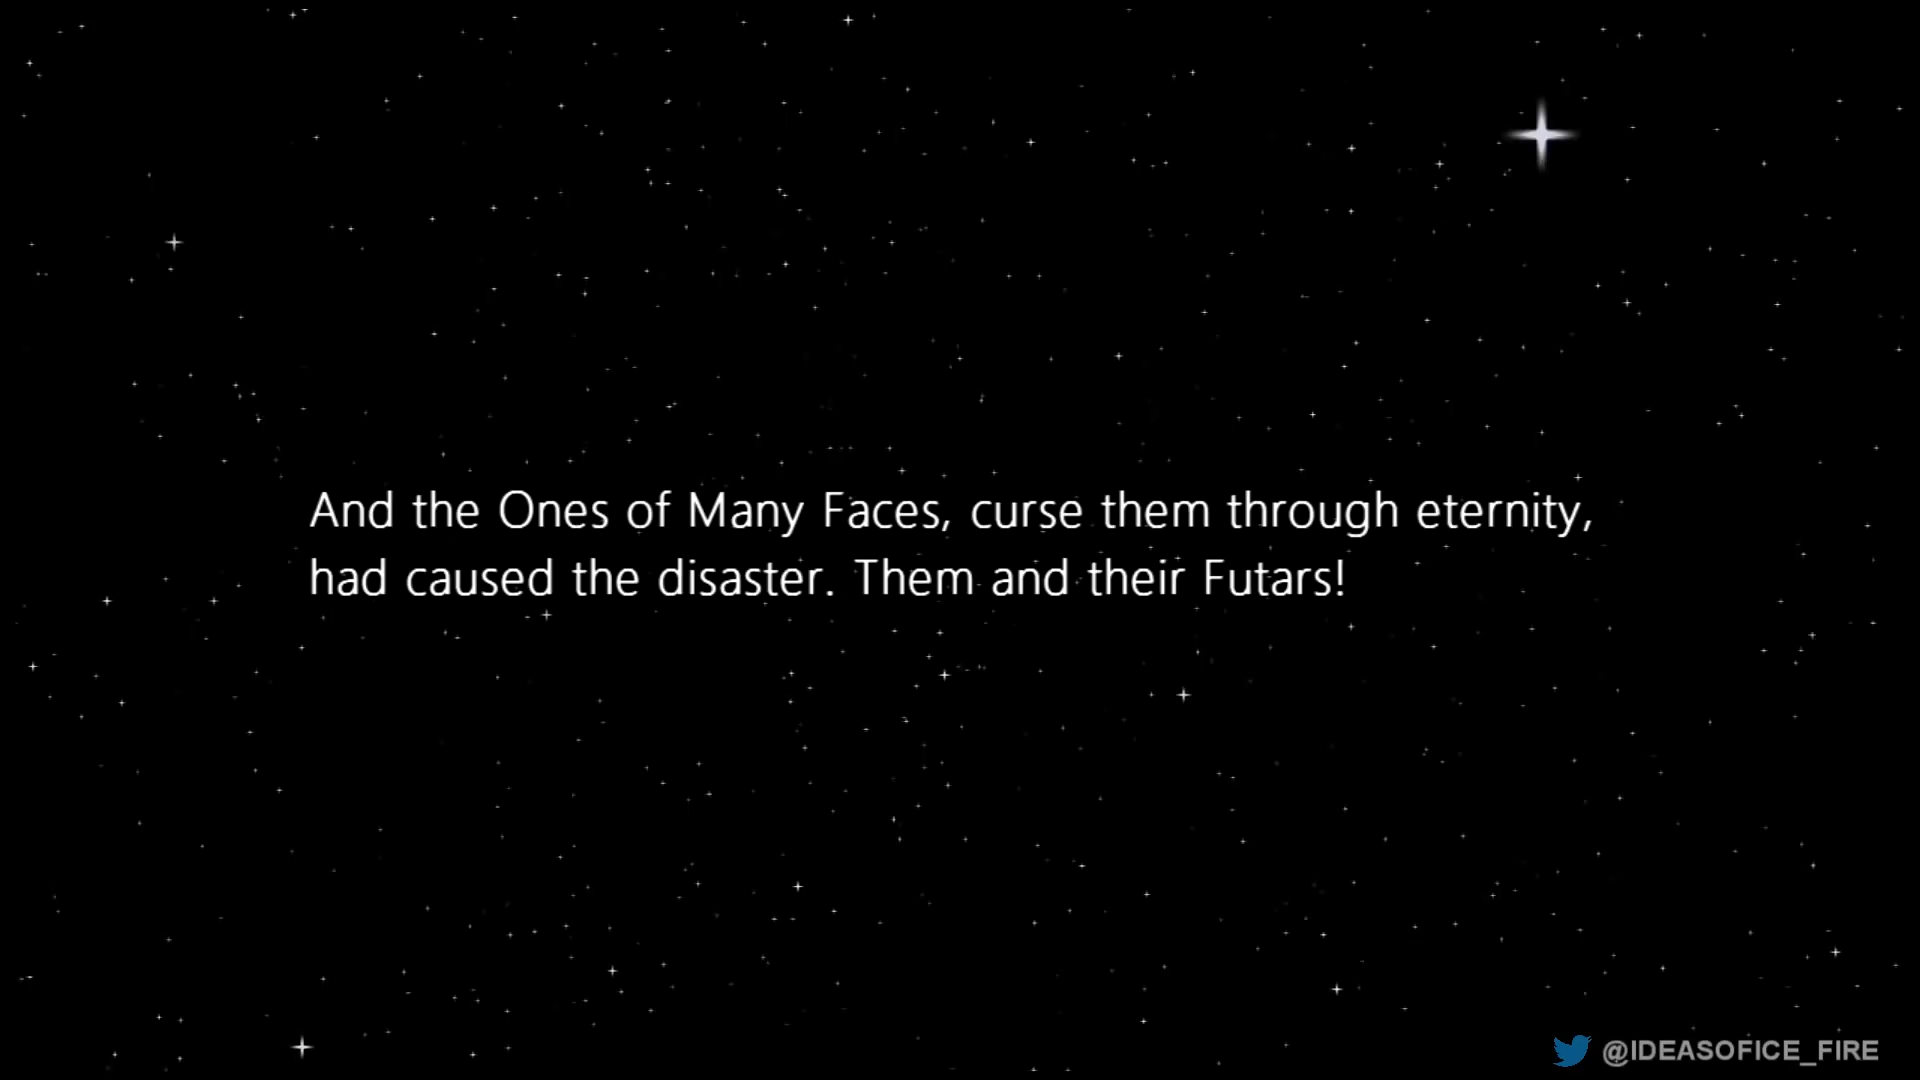 And the Ones of Many Faces, curse them through eternity,
had caused the disaster. Them and their Futars!
@IDEASOFICE_FIRE